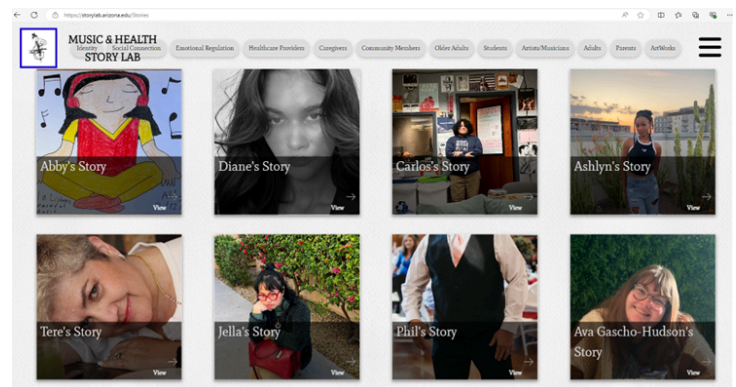 https://storylab.arizona.edu/Stories
MUSIC & HEALTH
STORY LAB
Identity
Social Connection
Emotional Regulation
Healthcare Providers
Caregivers
Community Members
Older Adults
Students
Artists/Musicians
Adults
Parents
ArtWorks
Abby's Story
View
Diane's Story
View
Carlos's Story
View
Ashlyn's Story
View
Tere's Story
View
Jella's Story
View
Phil's Story
View
Ava Gascho-Hudson's
Story
View